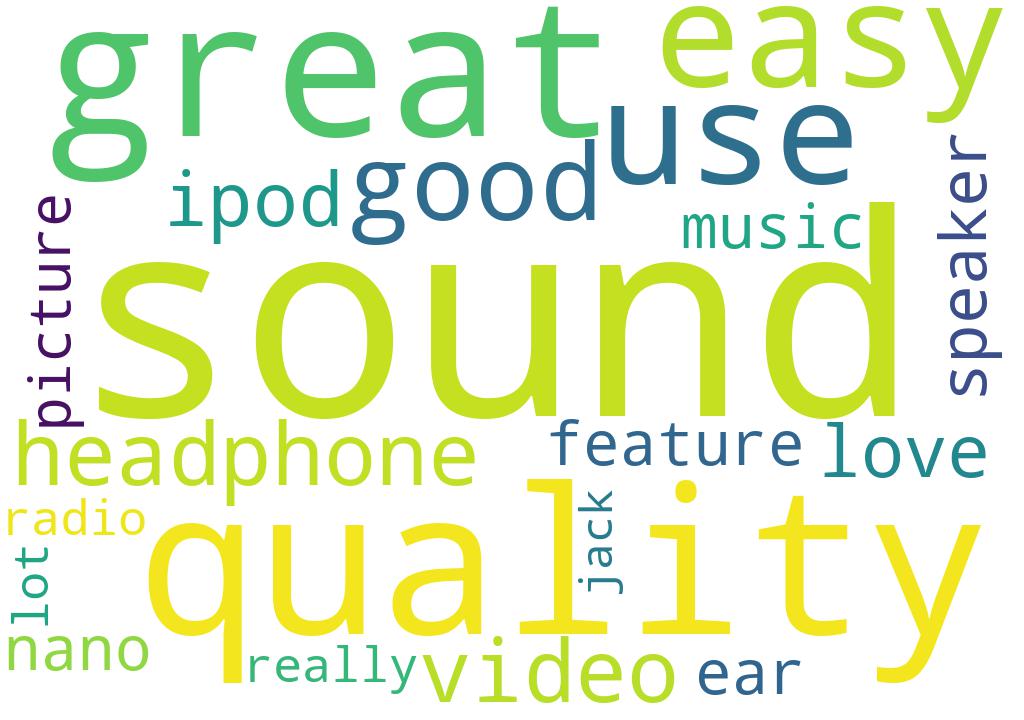 great
easy
use
ipod
good
music
speaker
picture
sound
headphone
feature
love
radio
quality
jack
lot
nano
really
video
ear